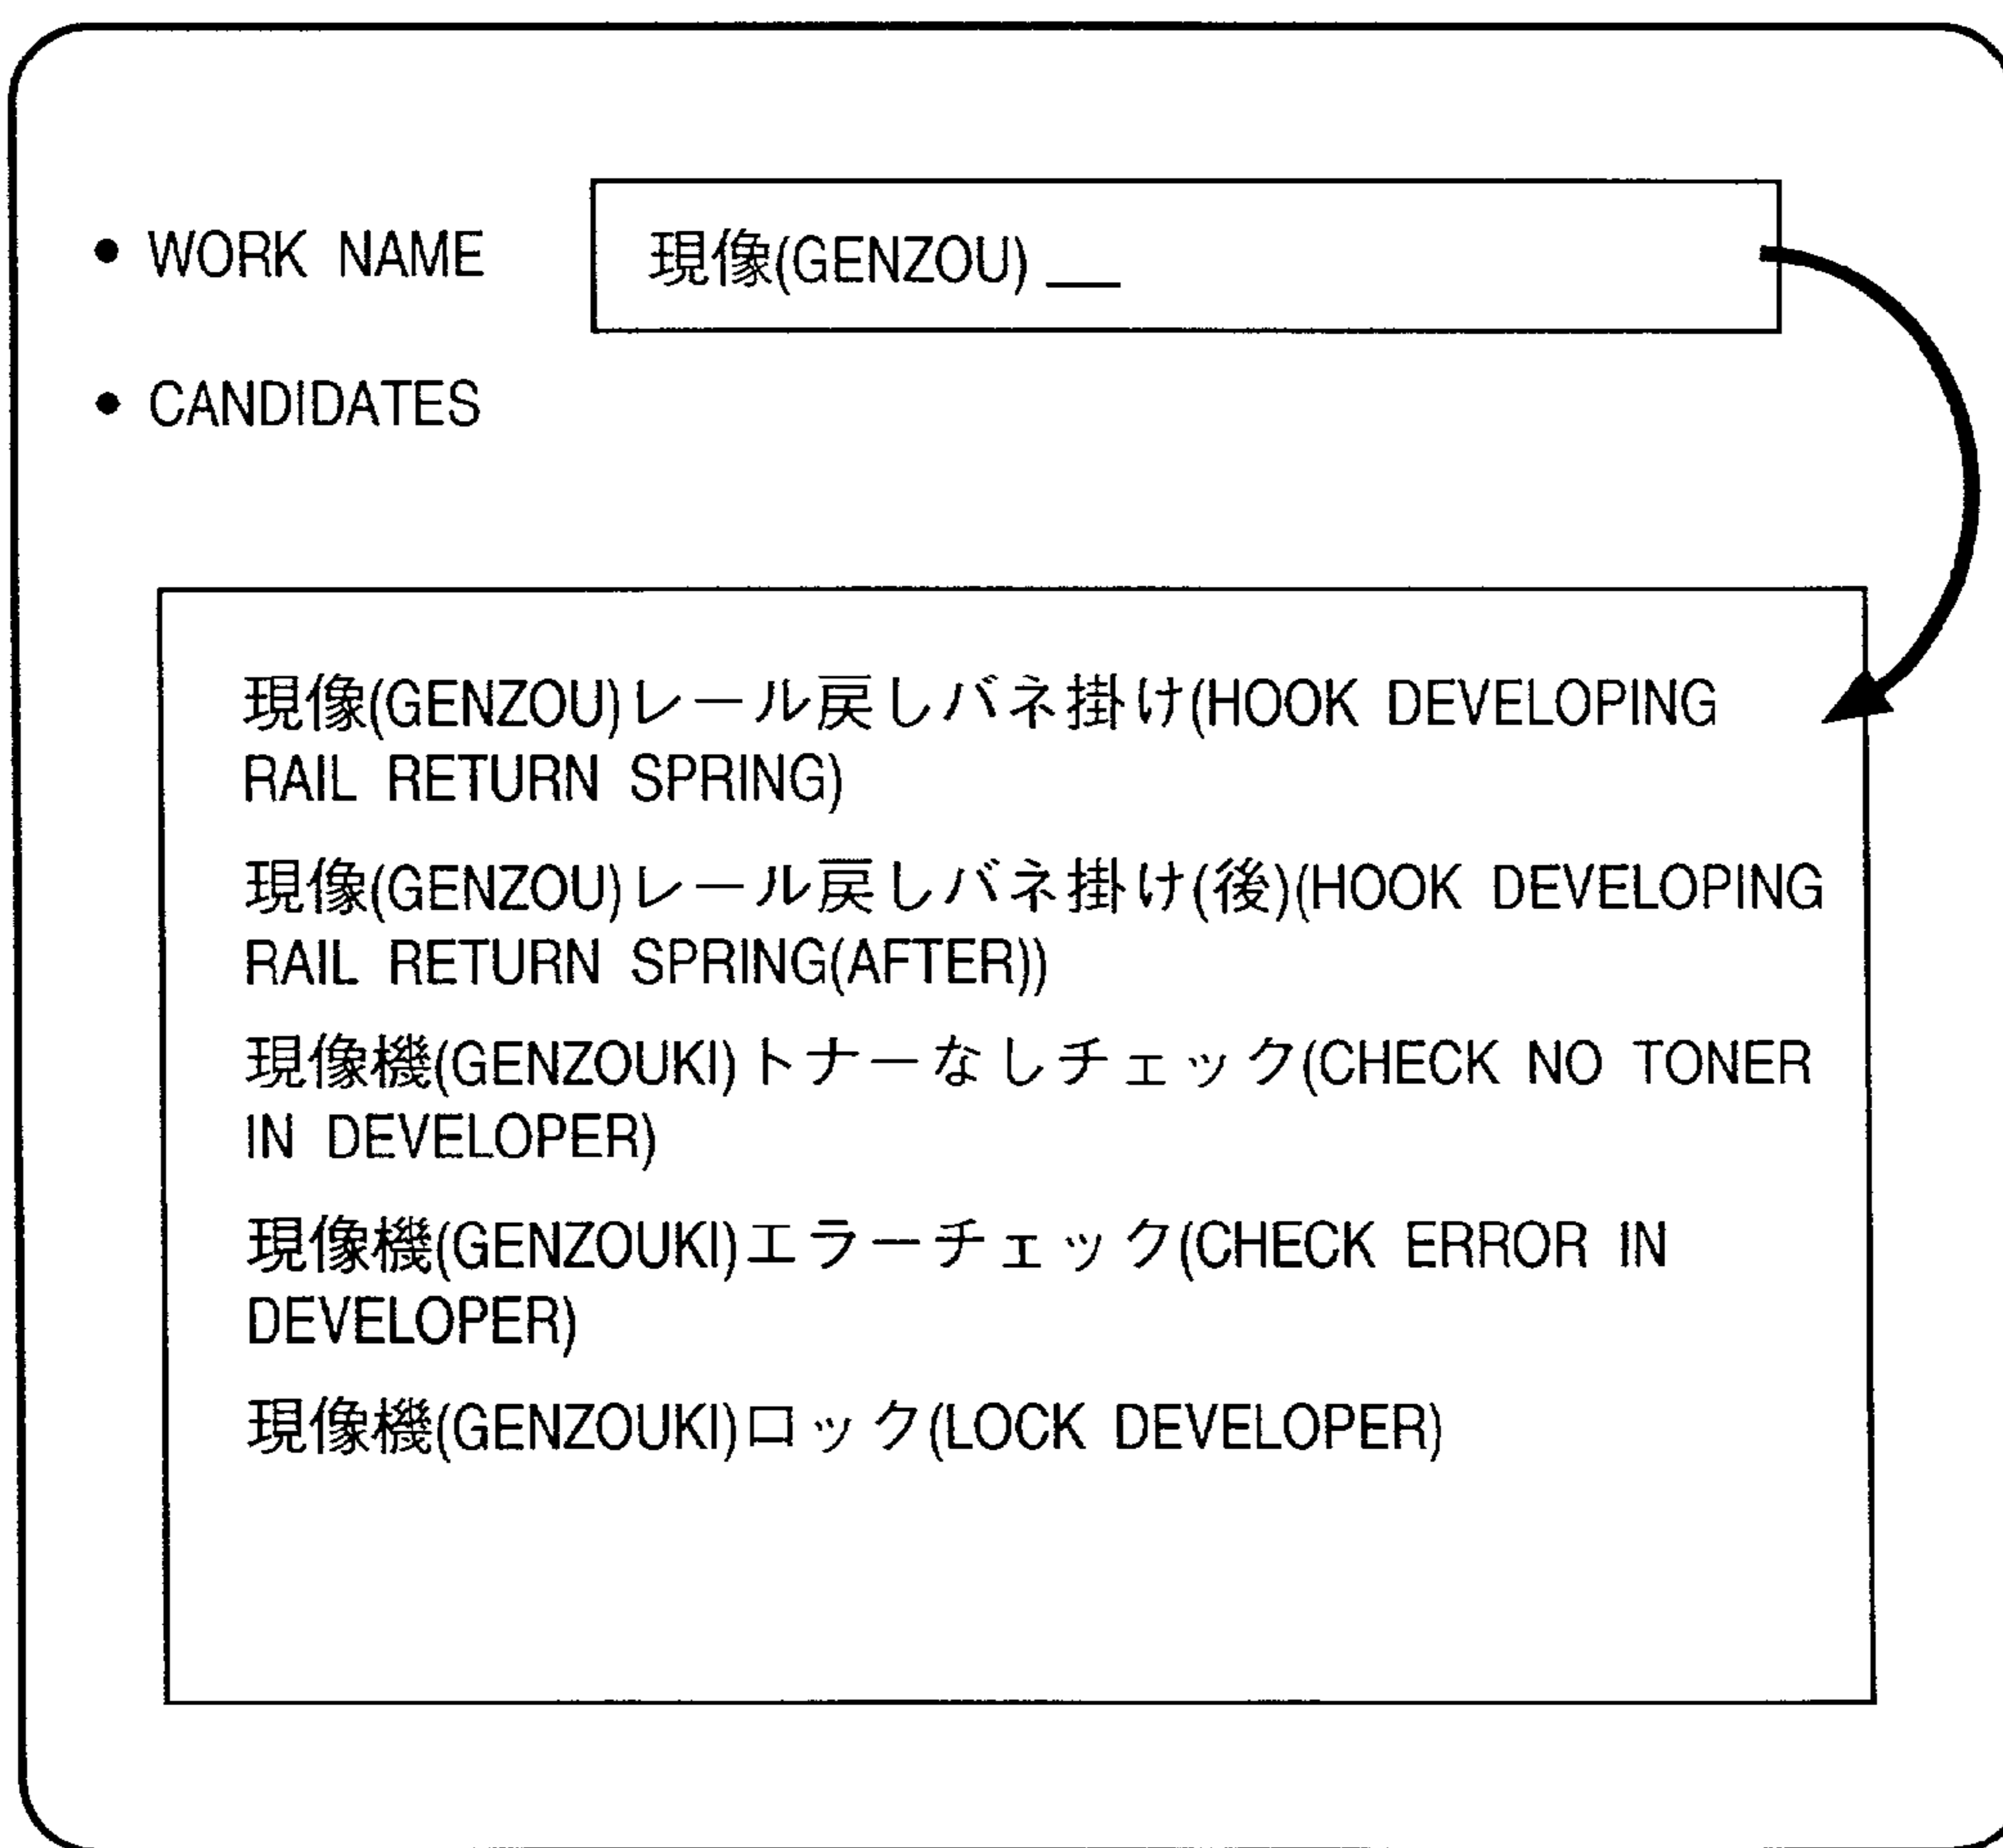 • WORK NAME 現像(GENZOU)__
• CANDIDATES
現像(GENZOU)レール戻しバネ掛け(HOOK DEVELOPING
RAIL RETURN SPRING)
現像(GENZOU)レール戻しバネ掛け(後)(HOOK DEVELOPING
RAIL RETURN SPRING(AFTER))
現像機(GENZOUKI)トナーなしチェック(CHECK NO TONER
IN DEVELOPER)
現像機(GENZOUKI)エラーチェック(CHECK ERROR IN
DEVELOPER)
現像機(GENZOUKI)ロック(LOCK DEVELOPER)